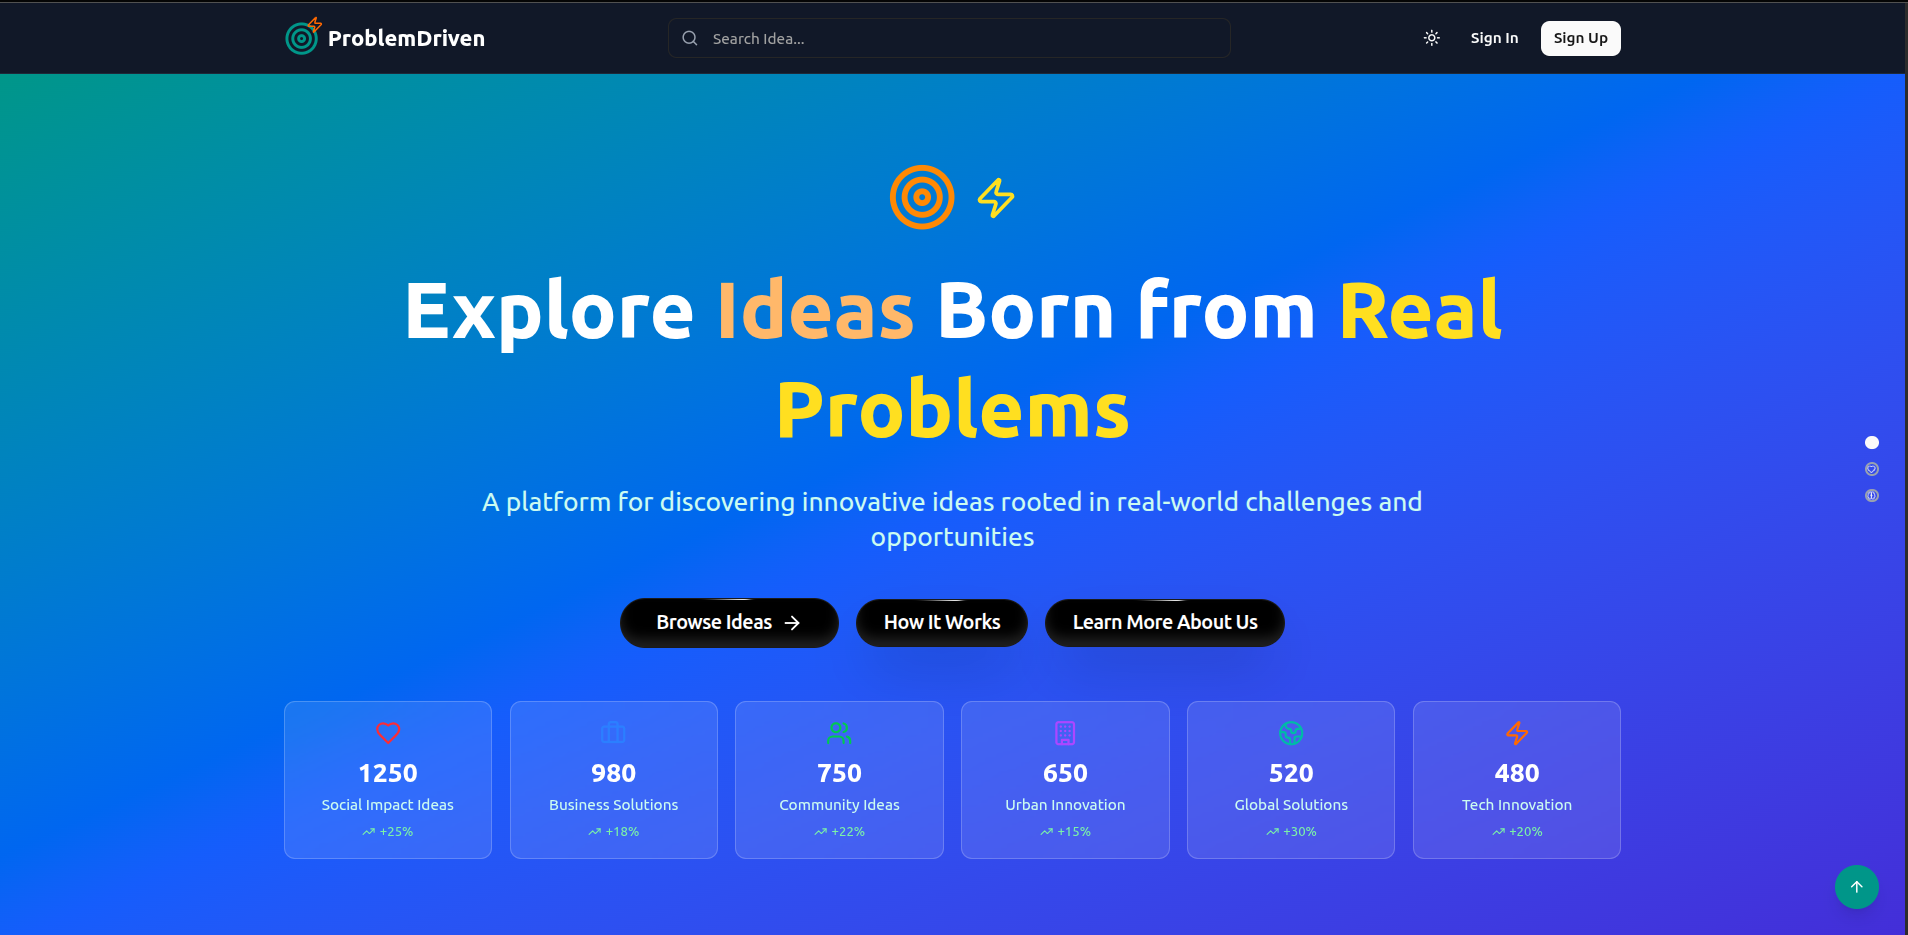 ProblemDriven
Search Idea...
Sign In
Sign Up
Explore Ideas Born from Real
Problems
A platform for discovering innovative ideas rooted in real-world challenges and
opportunities
Browse Ideas
How It Works
Learn More About Us
1250
Social Impact Ideas
+25%
980
Business Solutions
+18%
750
Community Ideas
+22%
650
Urban Innovation
+15%
520
Global Solutions
+30%
480
Tech Innovation
+20%